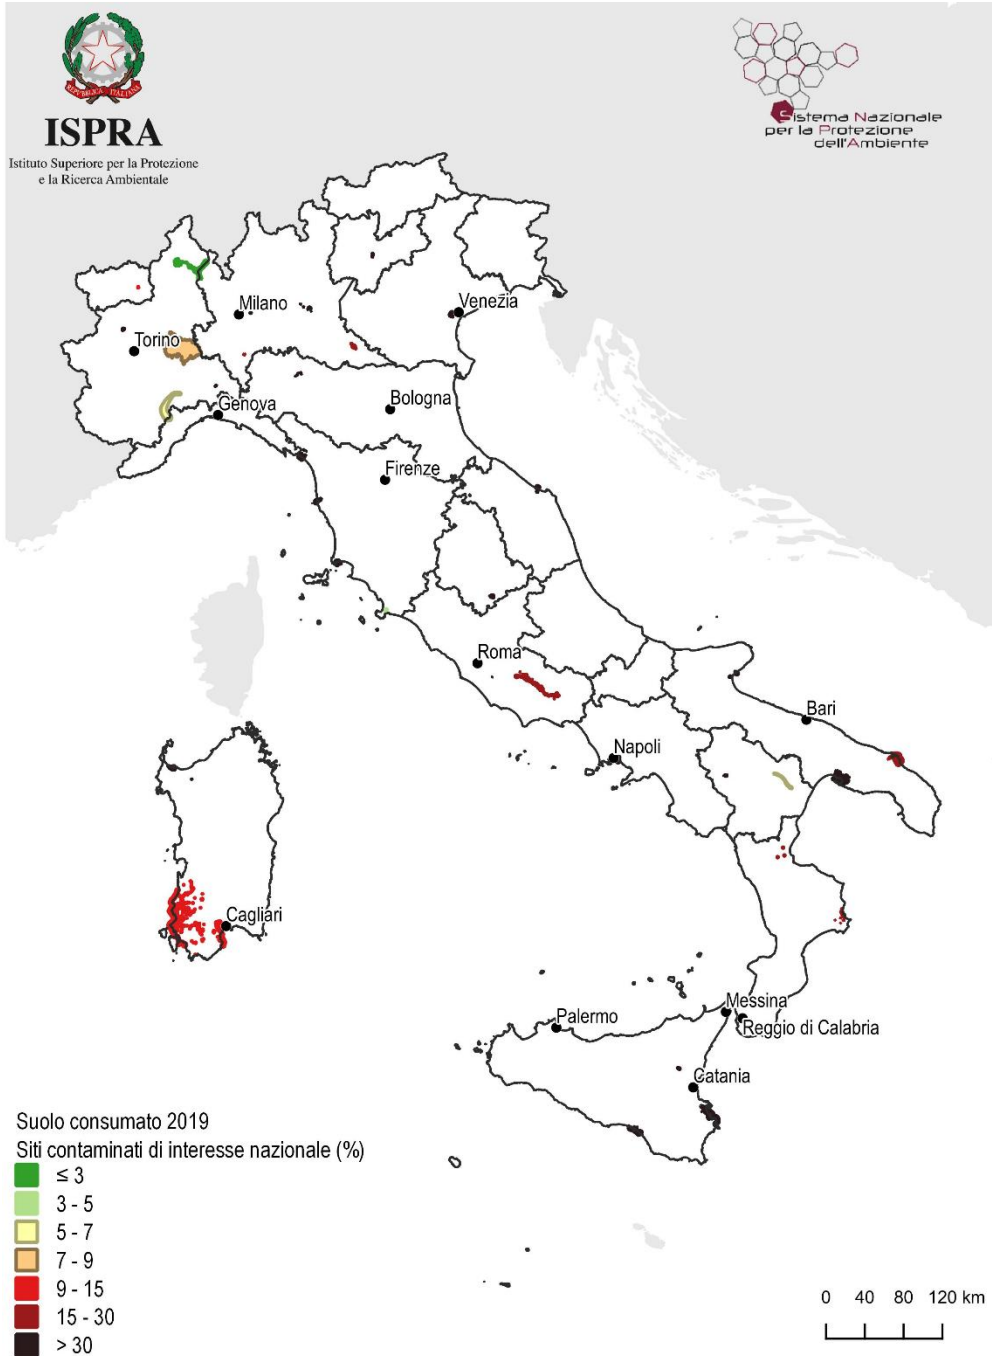 REPVBBLICA ITALIANA
ISPRA
Istituto Superiore per la Protezione
e la Ricerca Ambientale
Sistema Nazionale
per la Protezione
dell'Ambiente
Milano
Venezia
Torino
Bologna
Genova
Firenze
Roma
Bari
Napoli
Cagliari
Messina
Palermo
Reggio di Calabria
Catania
Suolo consumato 2019
Siti contaminati di interesse nazionale (%)
≤ 3
3 - 5
5 - 7
7 - 9
9 - 15
15 - 30
> 30
0 40 80 120 km